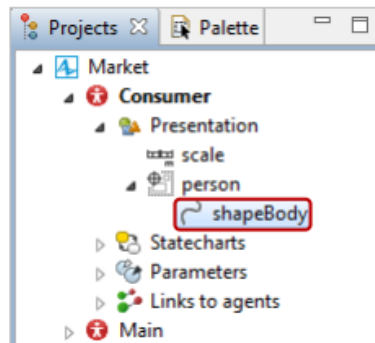 Projects Palette
Market
Consumer
Presentation
scale
person
shapeBody
Statecharts
Parameters
Links to agents
Main